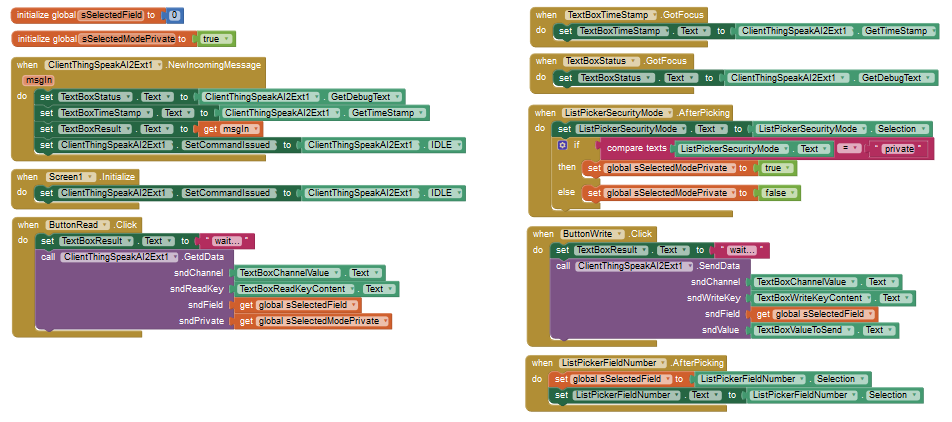 initialize global sSelectedField to 0
initialize global sSelectedModePrivate to true
when ClientThingSpeakAI2Ext1 .NewIncomingMessage
msgIn
do set TextBoxStatus . Text to ClientThingSpeakAI2Ext1 .GetDebugText
set TextBoxTimeStamp . Text to ClientThingSpeakAI2Ext1 .GetTimeStamp
set TextBoxResult . Text to get msgIn
set ClientThingSpeakAI2Ext1 . SetCommandIssued to ClientThingSpeakAI2Ext1 .IDLE
when Screen1 .Initialize
do set ClientThingSpeakAI2Ext1 . SetCommandIssued to ClientThingSpeakAI2Ext1 .IDLE
when ButtonRead .Click
do set TextBoxResult . Text to " wait... "
call ClientThingSpeakAI2Ext1 .GetdData
sndChannel TextBoxChannelValue . Text
sndReadKey TextBoxReadKeyContent . Text
sndField get global sSelectedField
sndPrivate get global sSelectedModePrivate
when TextBoxTimeStamp .GotFocus
do set TextBoxTimeStamp . Text to ClientThingSpeakAI2Ext1 .GetTimeStamp
when TextBoxStatus .GotFocus
do set TextBoxStatus . Text to ClientThingSpeakAI2Ext1 .GetDebugText
when ListPickerSecurityMode .AfterPicking
do set ListPickerSecurityMode . Text to ListPickerSecurityMode . Selection
if compare texts ListPickerSecurityMode . Text = " private "
then set global sSelectedModePrivate to true
else set global sSelectedModePrivate to false
when ButtonWrite .Click
do set TextBoxResult . Text to " wait... "
call ClientThingSpeakAI2Ext1 .SendData
sndChannel TextBoxChannelValue . Text
sndWriteKey TextBoxWriteKeyContent . Text
sndField get global sSelectedField
sndValue TextBoxValueToSend . Text
when ListPickerFieldNumber .AfterPicking
do set global sSelectedField to ListPickerFieldNumber . Selection
set ListPickerFieldNumber . Text to ListPickerFieldNumber . Selection